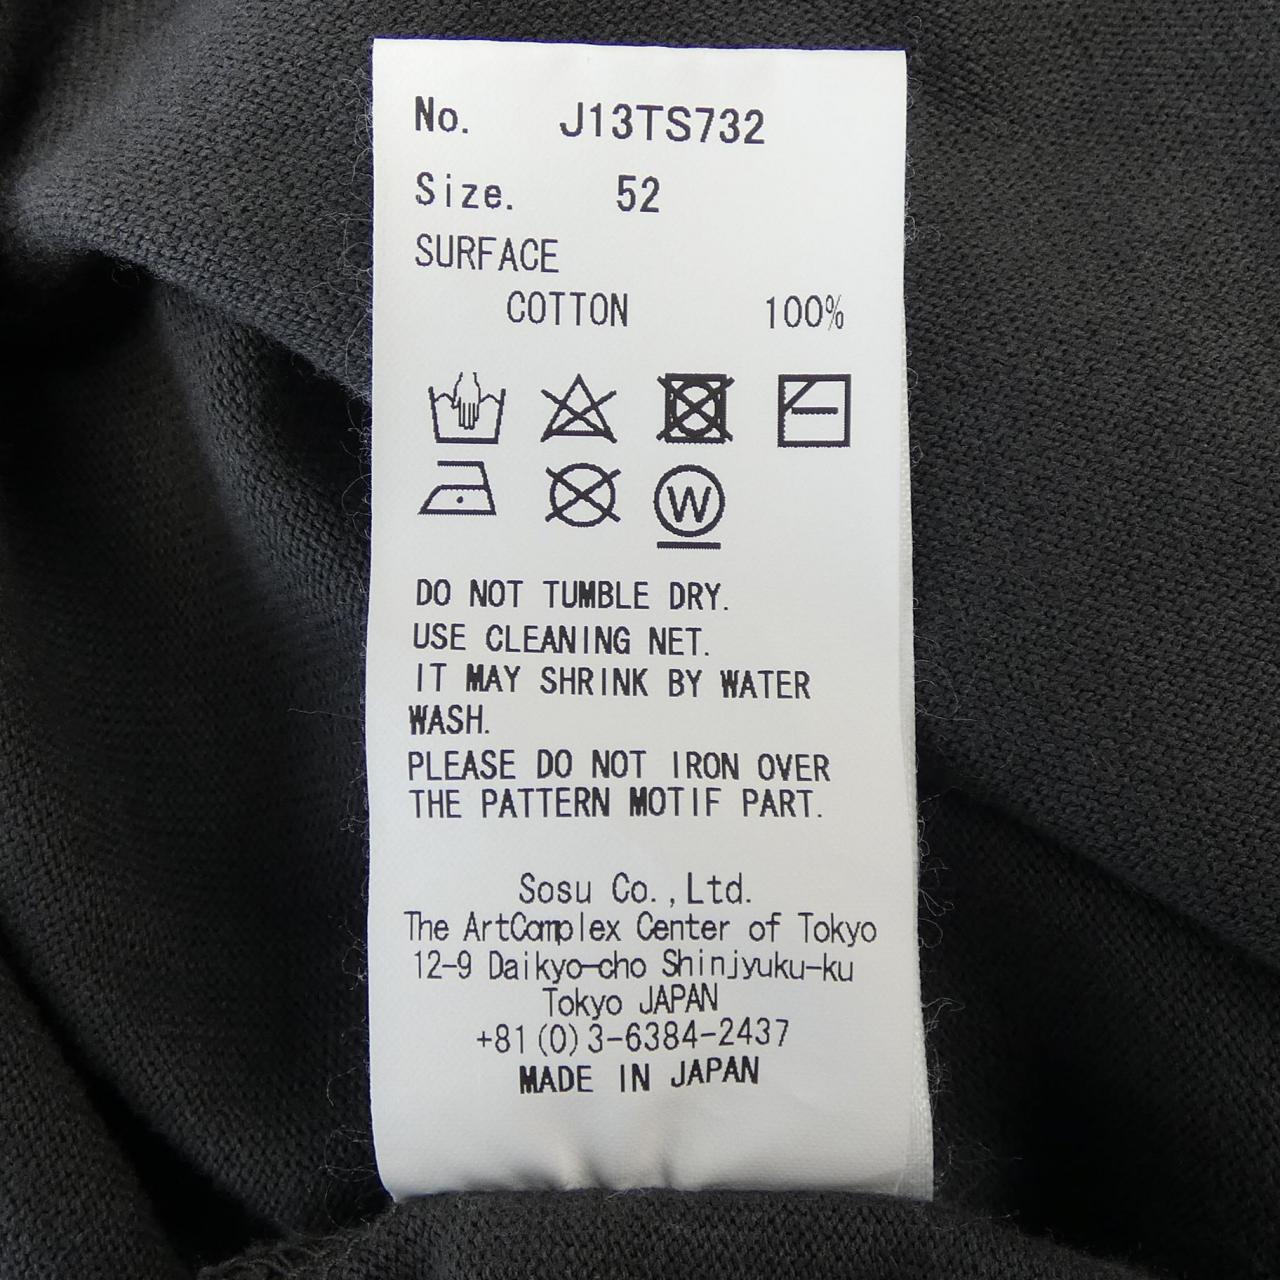 No. J13TS732
Size. 52
SURFACE
COTTON 100%
W
DO NOT TUMBLE DRY.
USE CLEANING NET.
IT MAY SHRINK BY WATER
WASH.
PLEASE DO NOT IRON OVER
THE PATTERN MOTIF PART.
Sosu Co.,Ltd.
The ArtComplex Center of Tokyo
12-9 Daikyo-cho Shinjyuku-ku
Tokyo JAPAN
+81(0)3-6384-2437
MADE IN JAPAN